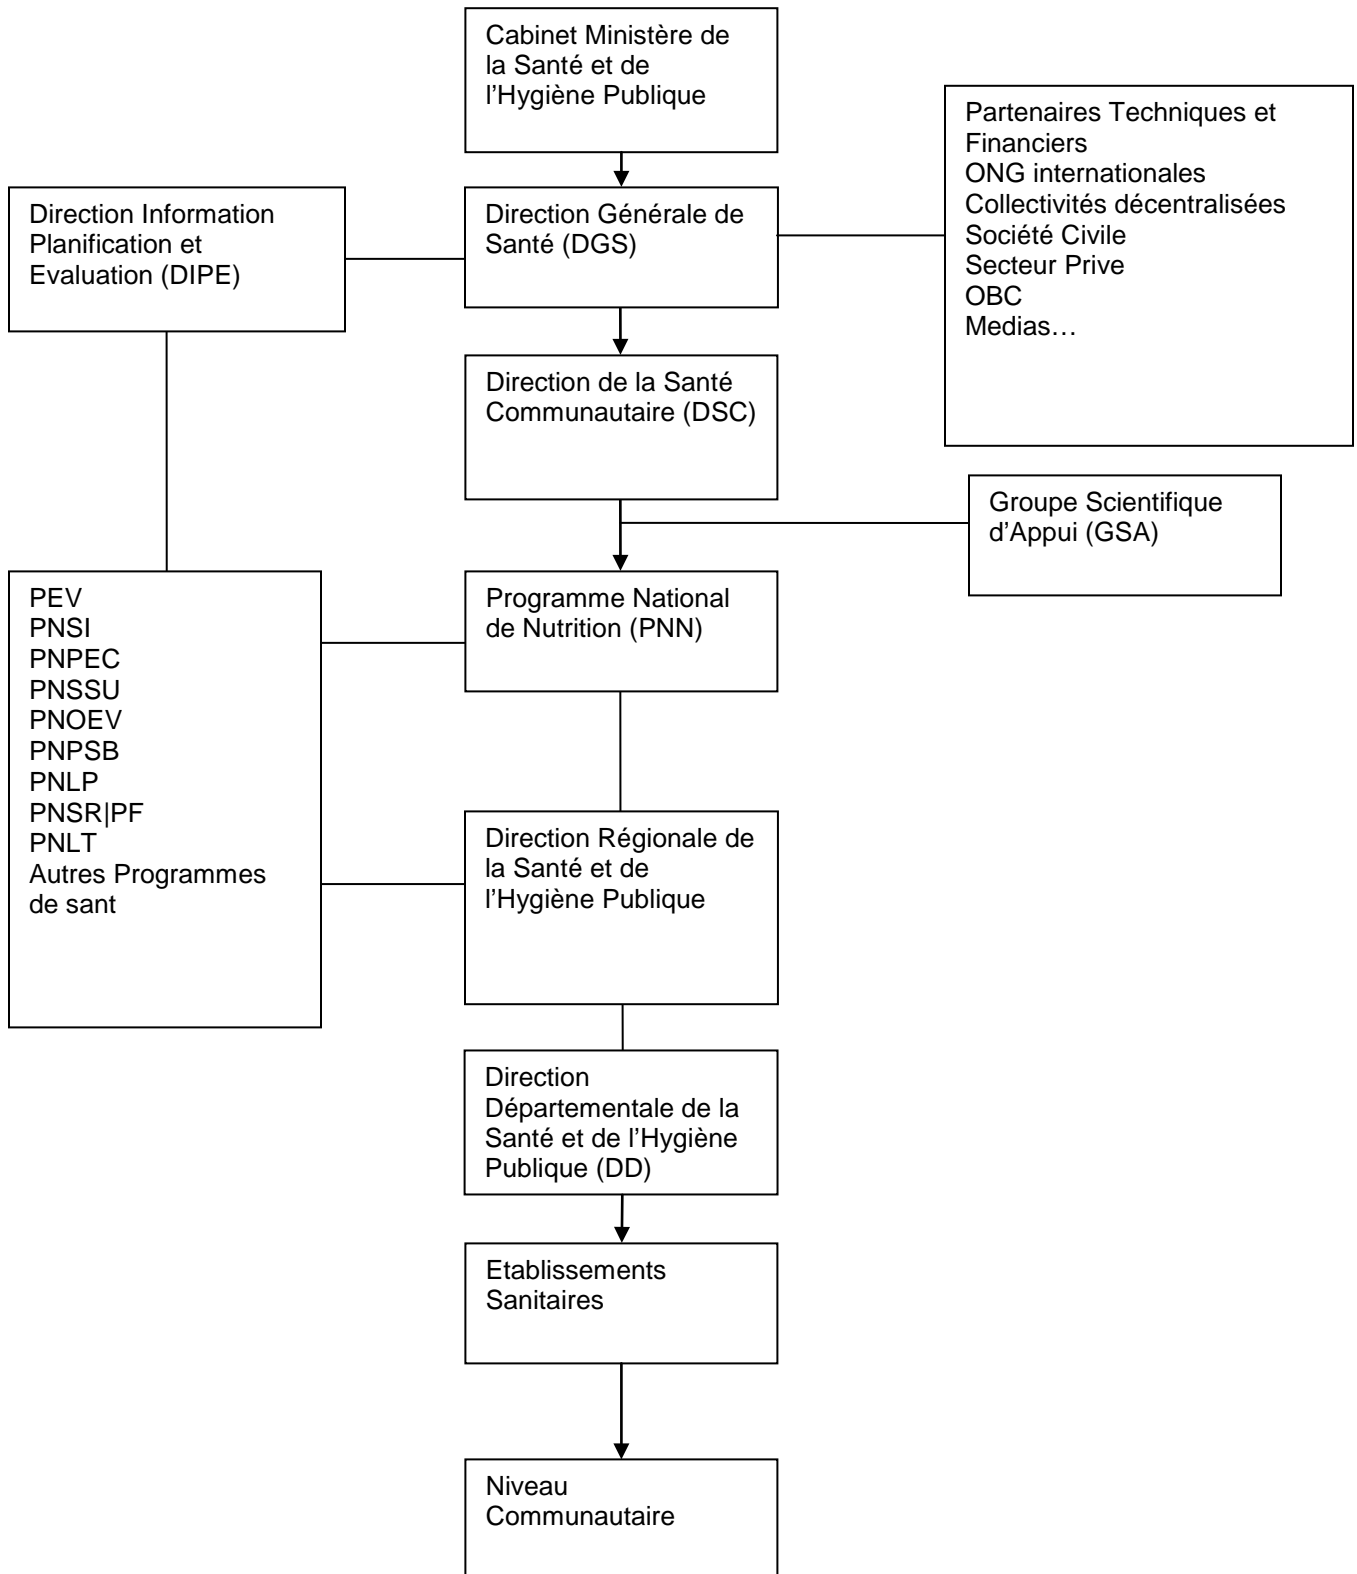 Cabinet Ministère de
la Santé et de
l’Hygiène Publique
Partenaires Techniques et
Financiers
ONG internationales
Collectivités décentralisées
Société Civile
Secteur Prive
OBC
Medias…
Direction Information
Planification et
Evaluation (DIPE)
Direction Générale de
Santé (DGS)
Direction de la Santé
Communautaire (DSC)
Groupe Scientifique
d’Appui (GSA)
PEV
PNSI
PNPEC
PNSSU
PNOEV
PNPSB
PNLP
PNSR|PF
PNLT
Autres Programmes
de sant
Programme National
de Nutrition (PNN)
Direction Régionale de
la Santé et de
l’Hygiène Publique
Direction
Départementale de la
Santé et de l’Hygiène
Publique (DD)
Etablissements
Sanitaires
Niveau
Communautaire